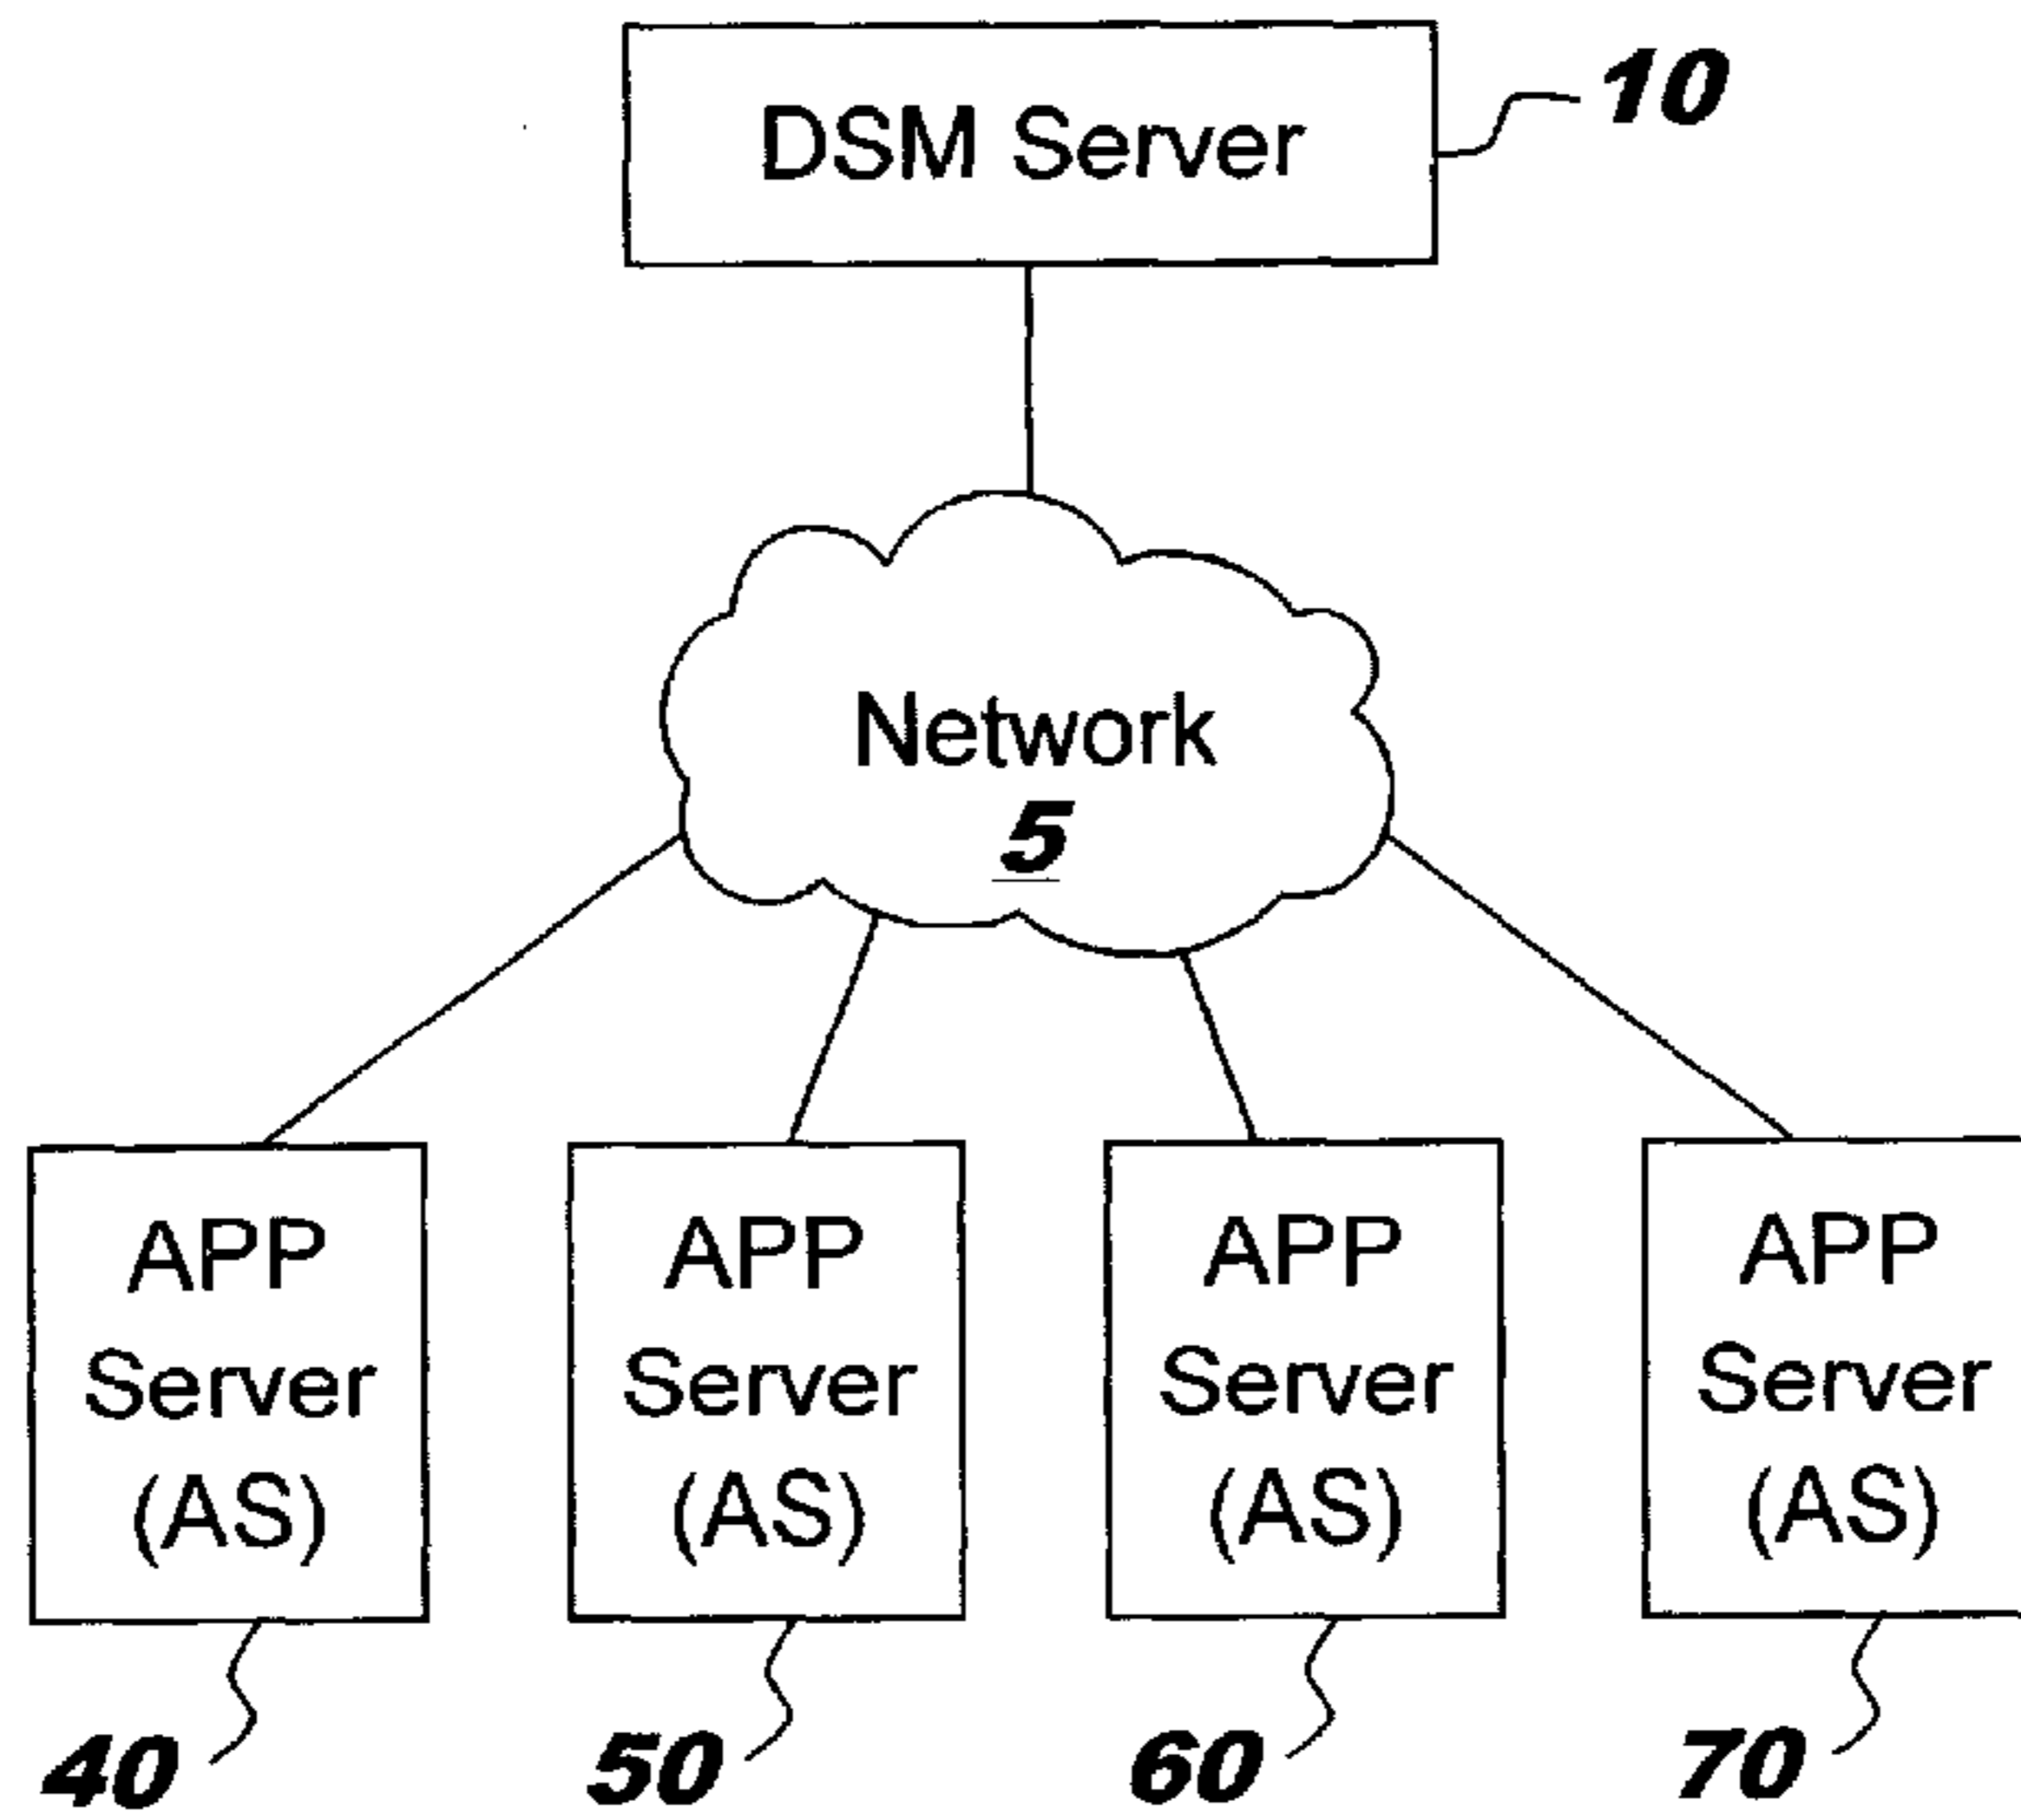 DSM Server
10
Network
5
APP
Server
(AS)
APP
Server
(AS)
APP
Server
(AS)
APP
Server
(AS)
40
50
60
70